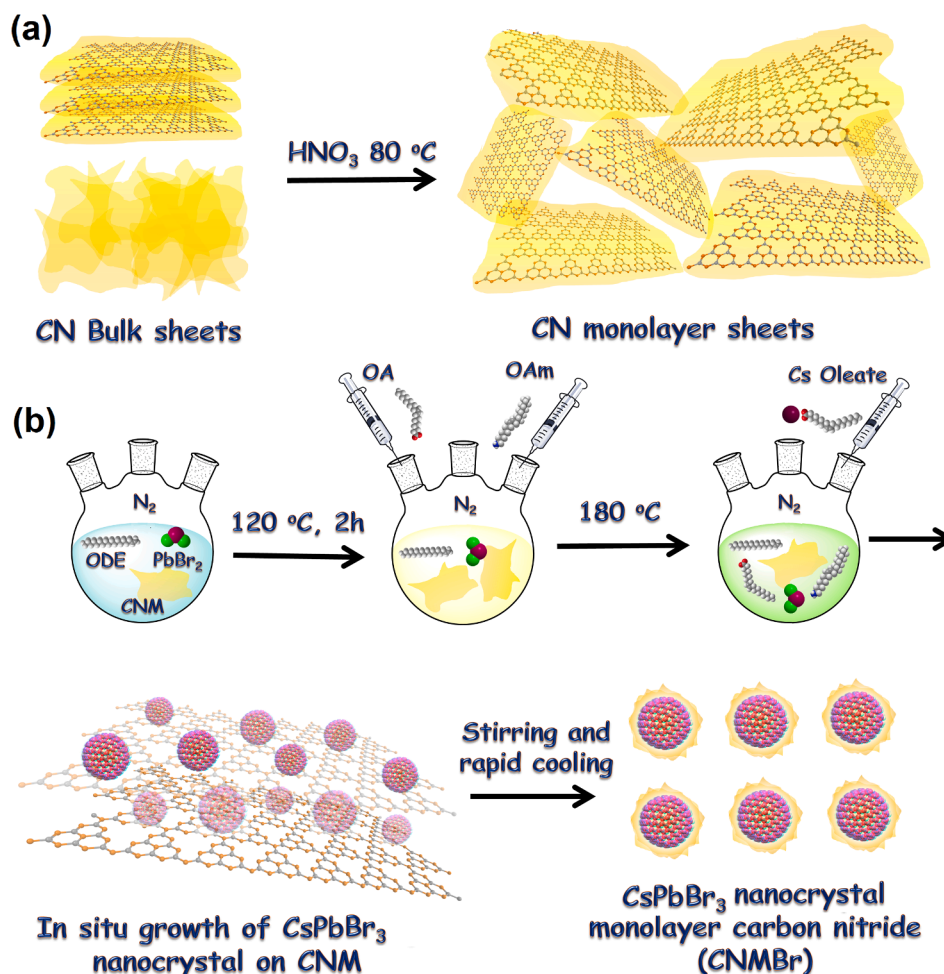 (a)
HNO₃ 80 °C
CN Bulk sheets
CN monolayer sheets
(b)
OA
OAm
Cs Oleate
N₂
ODE
PbBr₂
CNM
120 °C, 2h
N₂
180 °C
N₂
Stirring and
rapid cooling
In situ growth of CsPbBr₃
nanocrystal on CNM
CsPbBr₃ nanocrystal
monolayer carbon nitride
(CNMBr)